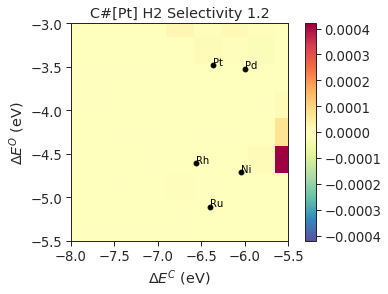 C#[Pt] H2 Selectivity 1.2
−3.0
−3.5
−4.0
−4.5
−5.0
−5.5
ΔE^O (eV)
Pt
Pd
Rh
Ni
Ru
−8.0 −7.5 −7.0 −6.5 −6.0 −5.5
ΔE^C (eV)
0.0004
0.0003
0.0002
0.0001
0.0000
−0.0001
−0.0002
−0.0003
−0.0004